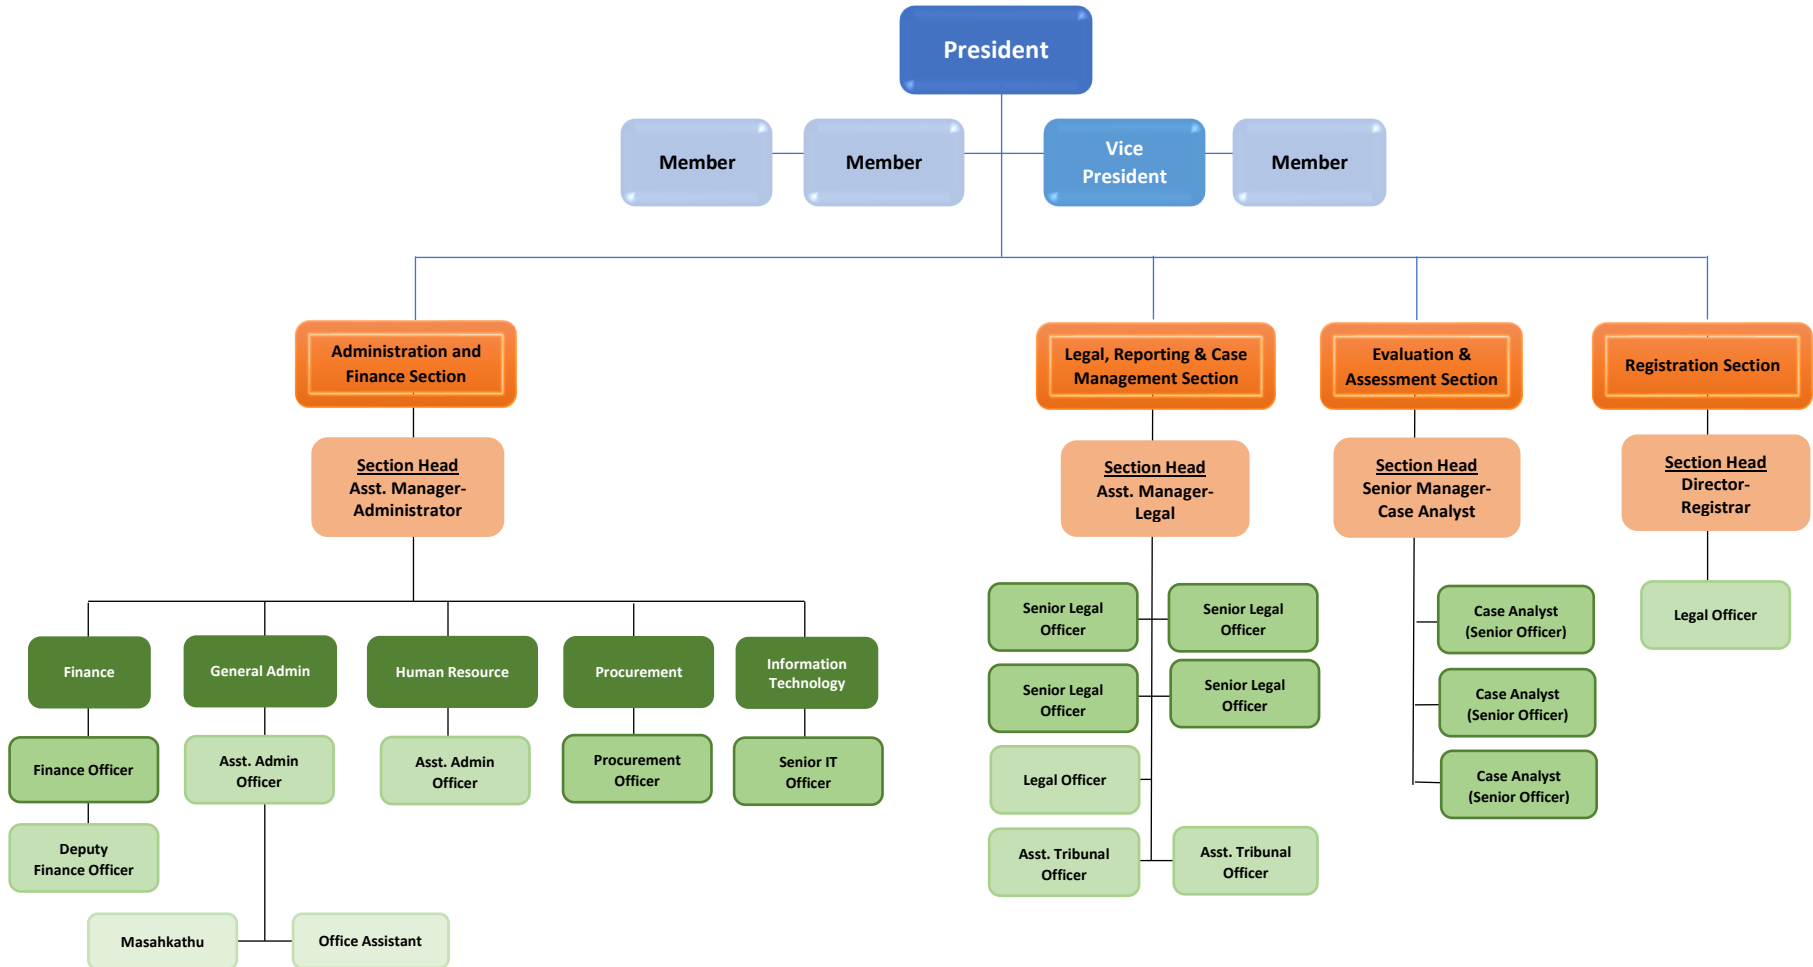 President
Member
Member
Vice
President
Member
Administration and
Finance Section
Legal, Reporting & Case
Management Section
Evaluation &
Assessment Section
Registration Section
Section Head
Asst. Manager-
Administrator
Section Head
Asst. Manager-
Legal
Section Head
Senior Manager-
Case Analyst
Section Head
Director-
Registrar
Finance
General Admin
Human Resource
Procurement
Information
Technology
Finance Officer
Asst. Admin
Officer
Asst. Admin
Officer
Procurement
Officer
Senior IT
Officer
Deputy
Finance Officer
Masahkathu
Office Assistant
Senior Legal
Officer
Senior Legal
Officer
Senior Legal
Officer
Senior Legal
Officer
Legal Officer
Asst. Tribunal
Officer
Asst. Tribunal
Officer
Case Analyst
(Senior Officer)
Case Analyst
(Senior Officer)
Case Analyst
(Senior Officer)
Legal Officer